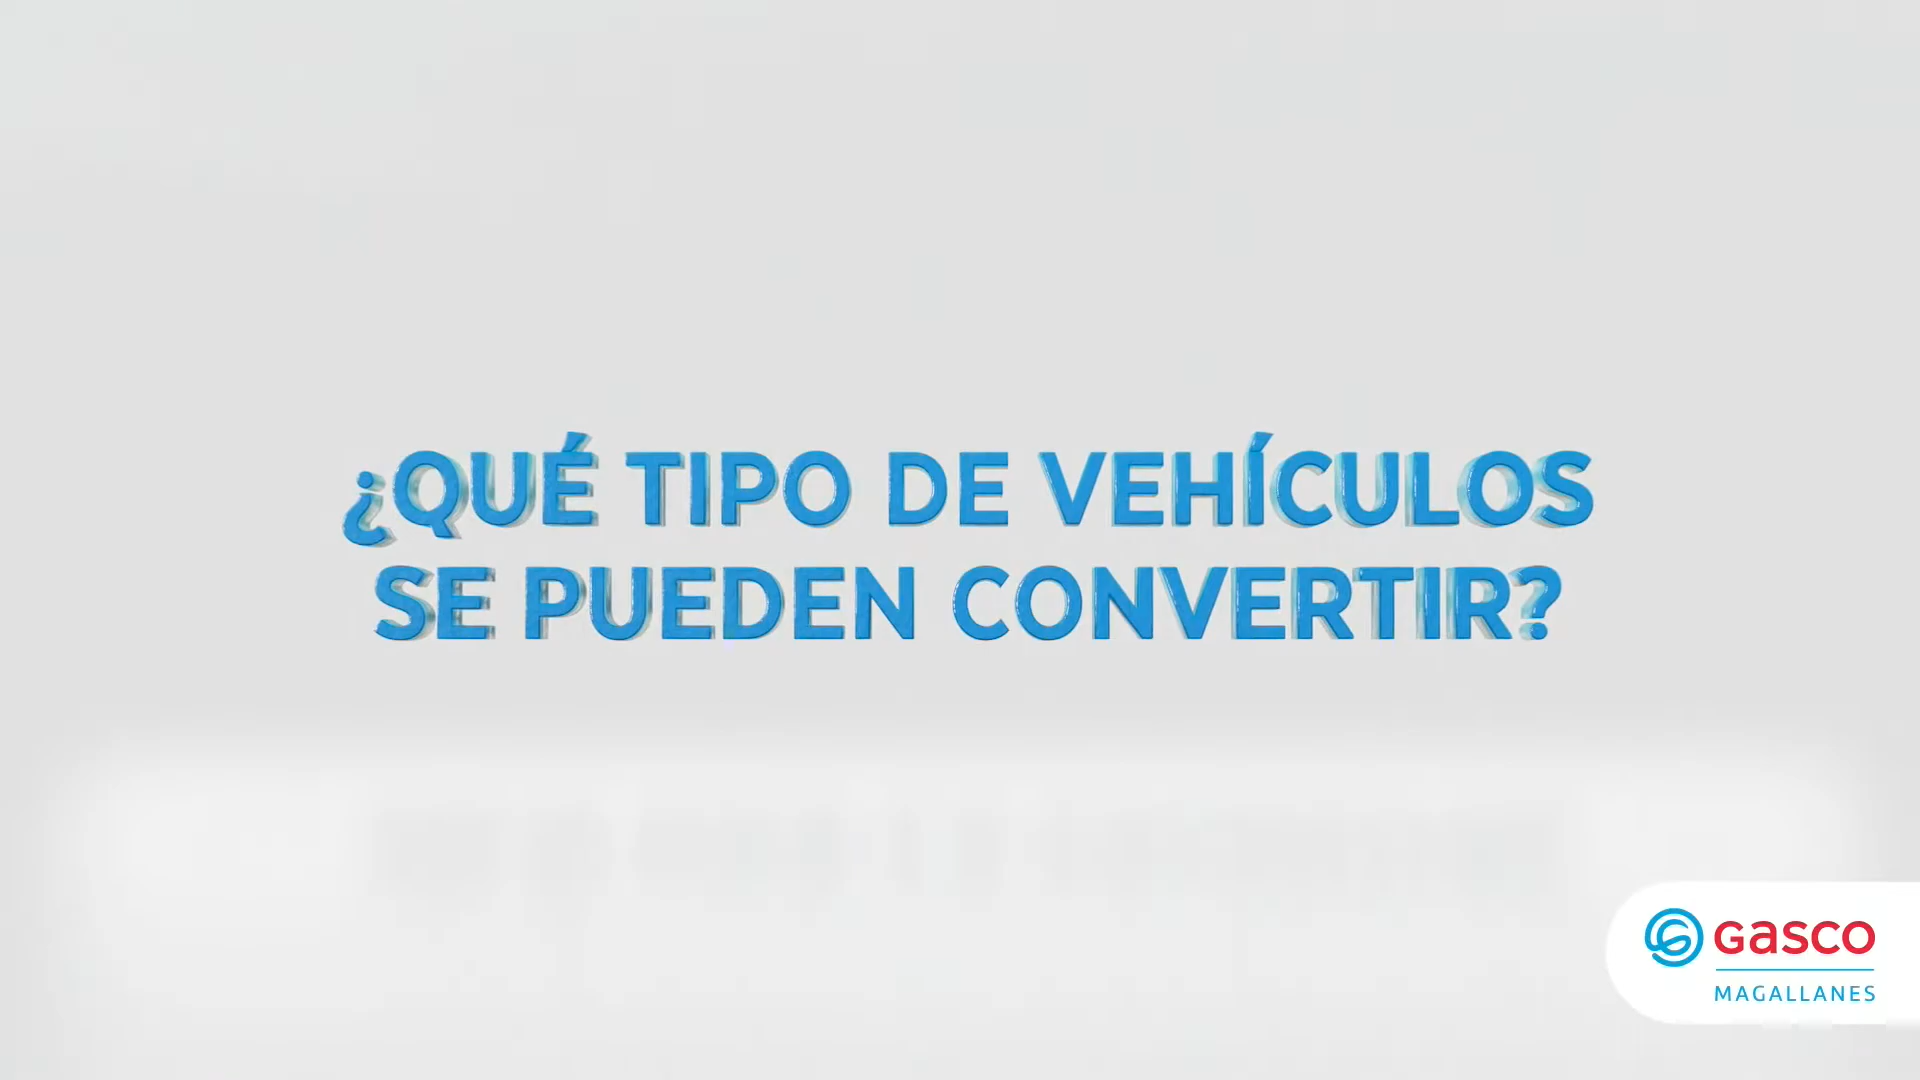 ¿QUÉ TIPO DE VEHÍCULOS
SE PUEDEN CONVERTIR?
GASCO
MAGALLANES